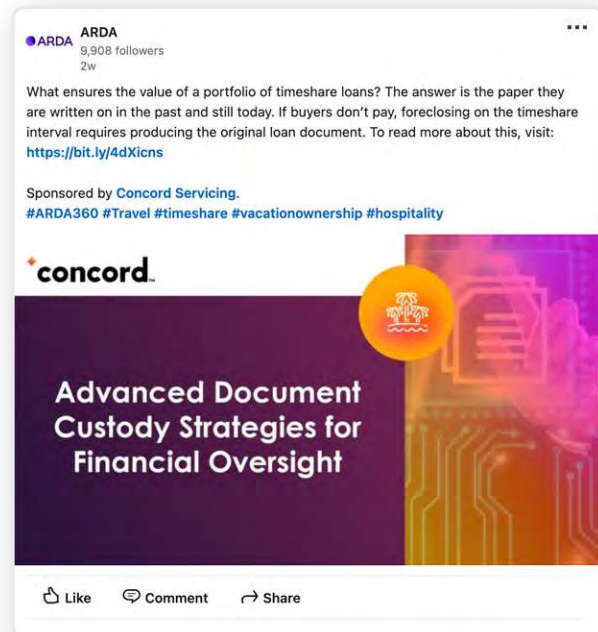 ARDA
ARDA
9,908 followers
2w
What ensures the value of a portfolio of timeshare loans? The answer is the paper they
are written on in the past and still today. If buyers don't pay, foreclosing on the timeshare
interval requires producing the original loan document. To read more about this, visit:
https://bit.ly/4dXicns
Sponsored by Concord Servicing.
#ARDA360 #Travel #timeshare #vacationownership #hospitality
concord
Advanced Document
Custody Strategies for
Financial Oversight
Like Comment Share